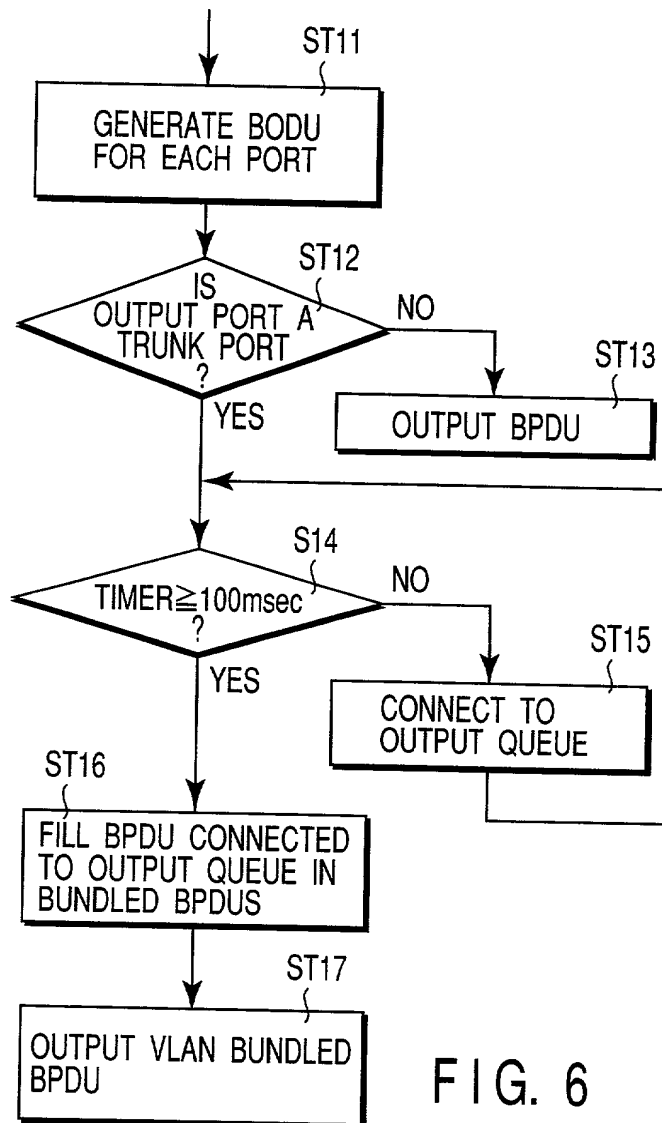 ST11
GENERATE BODU
FOR EACH PORT
ST12
IS
OUTPUT PORT A
TRUNK PORT
?
NO
YES
ST13
OUTPUT BPDU
S14
TIMER≧100msec
?
NO
YES
ST15
CONNECT TO
OUTPUT QUEUE
ST16
FILL BPDU CONNECTED
TO OUTPUT QUEUE IN
BUNDLED BPDUS
ST17
OUTPUT VLAN BUNDLED
BPDU
FIG. 6